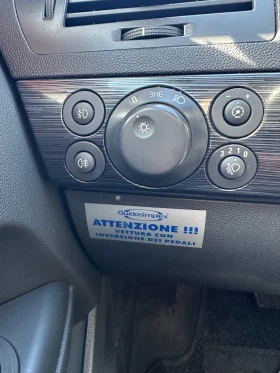 0
3 2 1 0
Guidosimplex
ATTENZIONE !!!
VETTURA CON
INVERSIONE DEI PEDALI